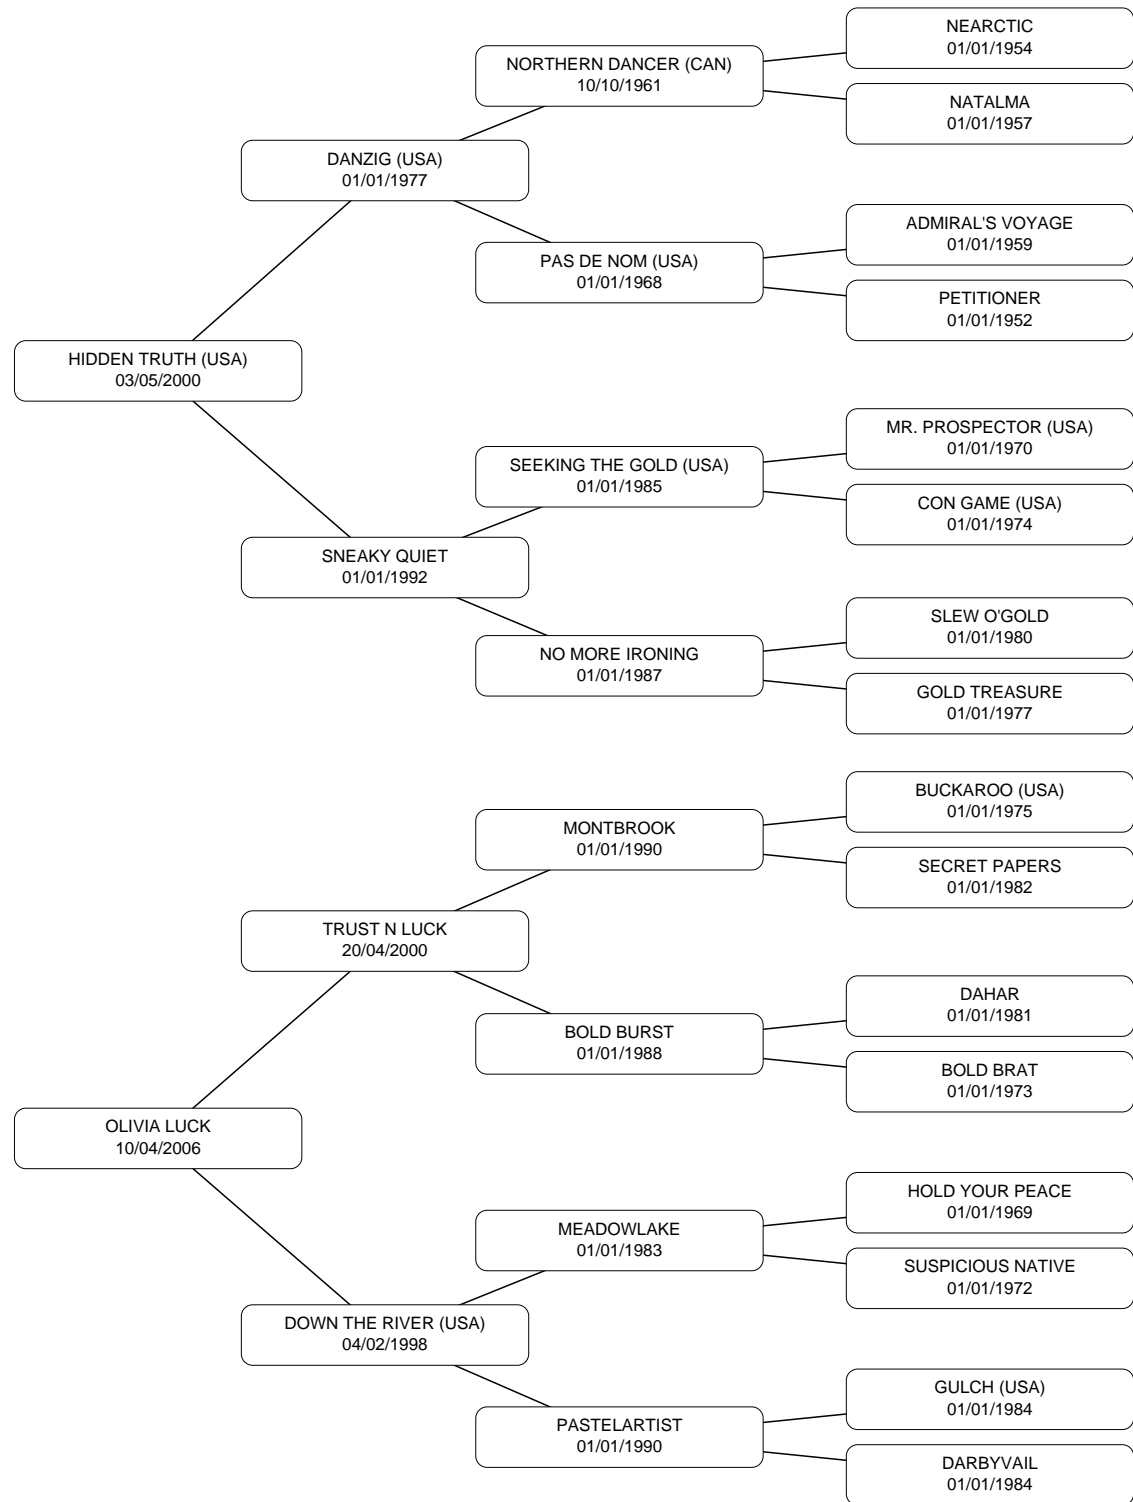 NEARCTIC
01/01/1954
NORTHERN DANCER (CAN)
10/10/1961
NATALMA
01/01/1957
DANZIG (USA)
01/01/1977
ADMIRAL'S VOYAGE
01/01/1959
PAS DE NOM (USA)
01/01/1968
PETITIONER
01/01/1952
HIDDEN TRUTH (USA)
03/05/2000
MR. PROSPECTOR (USA)
01/01/1970
SEEKING THE GOLD (USA)
01/01/1985
CON GAME (USA)
01/01/1974
SNEAKY QUIET
01/01/1992
SLEW O'GOLD
01/01/1980
NO MORE IRONING
01/01/1987
GOLD TREASURE
01/01/1977
BUCKAROO (USA)
01/01/1975
MONTBROOK
01/01/1990
SECRET PAPERS
01/01/1982
TRUST N LUCK
20/04/2000
DAHAR
01/01/1981
BOLD BURST
01/01/1988
BOLD BRAT
01/01/1973
OLIVIA LUCK
10/04/2006
HOLD YOUR PEACE
01/01/1969
MEADOWLAKE
01/01/1983
SUSPICIOUS NATIVE
01/01/1972
DOWN THE RIVER (USA)
04/02/1998
GULCH (USA)
01/01/1984
PASTELARTIST
01/01/1990
DARBYVAIL
01/01/1984